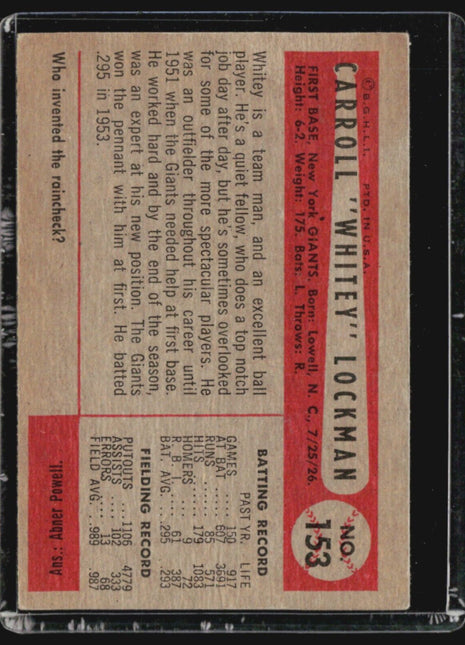 © B.G.H.L.I. PTD. IN U.S.A.
CARROLL "WHITEY" LOCKMAN
NO.
153
FIRST BASE, New York GIANTS. Born: Lowell, N. C., 7/25/26.
Height: 6-2. Weight: 175. Bats. L. Throws: R.
Whitey is a team man, and an excellent ball
player. He's a quiet fellow, who does a top notch
job day after day, but he's sometimes overlooked
for some of the more spectacular players. He
was an outfielder throughout his career until
1951 when the Giants needed help at first base.
He worked hard and by the end of the season,
was an expert at his new position. The Giants
won the pennant with him at first. He batted
.295 in 1953.
BATTING RECORD
PAST YR. LIFE
GAMES 150 917
AT BAT 607 3691
RUNS 85 571
HITS 179 1083
HOMERS 9 72
R. B. I. 61 387
BAT. AVG. .295 .293
FIELDING RECORD
PUTOUTS 1106 4779
ASSISTS 102 333
ERRORS 13 68
FIELD AVG. .989 .987
Who invented the raincheck?
Ans.: Abner Powell.